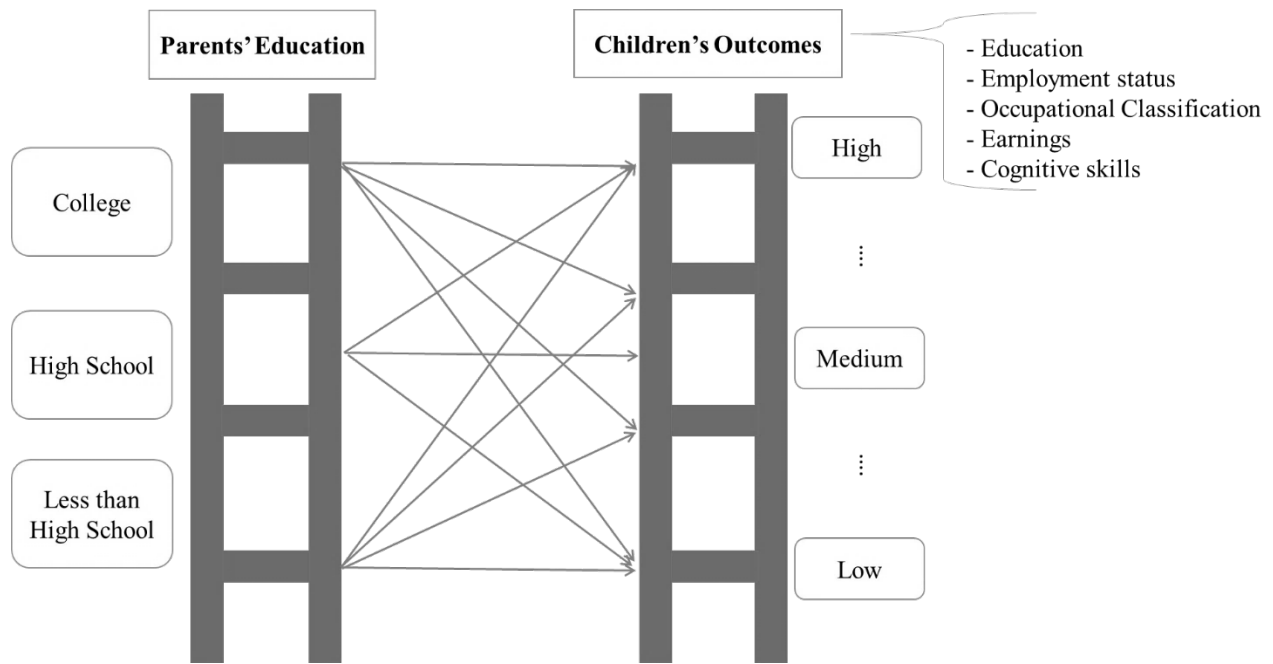 Parents' Education
Children's Outcomes
- Education
- Employment status
- Occupational Classification
- Earnings
- Cognitive skills
College
High School
Less than
High School
High
Medium
Low